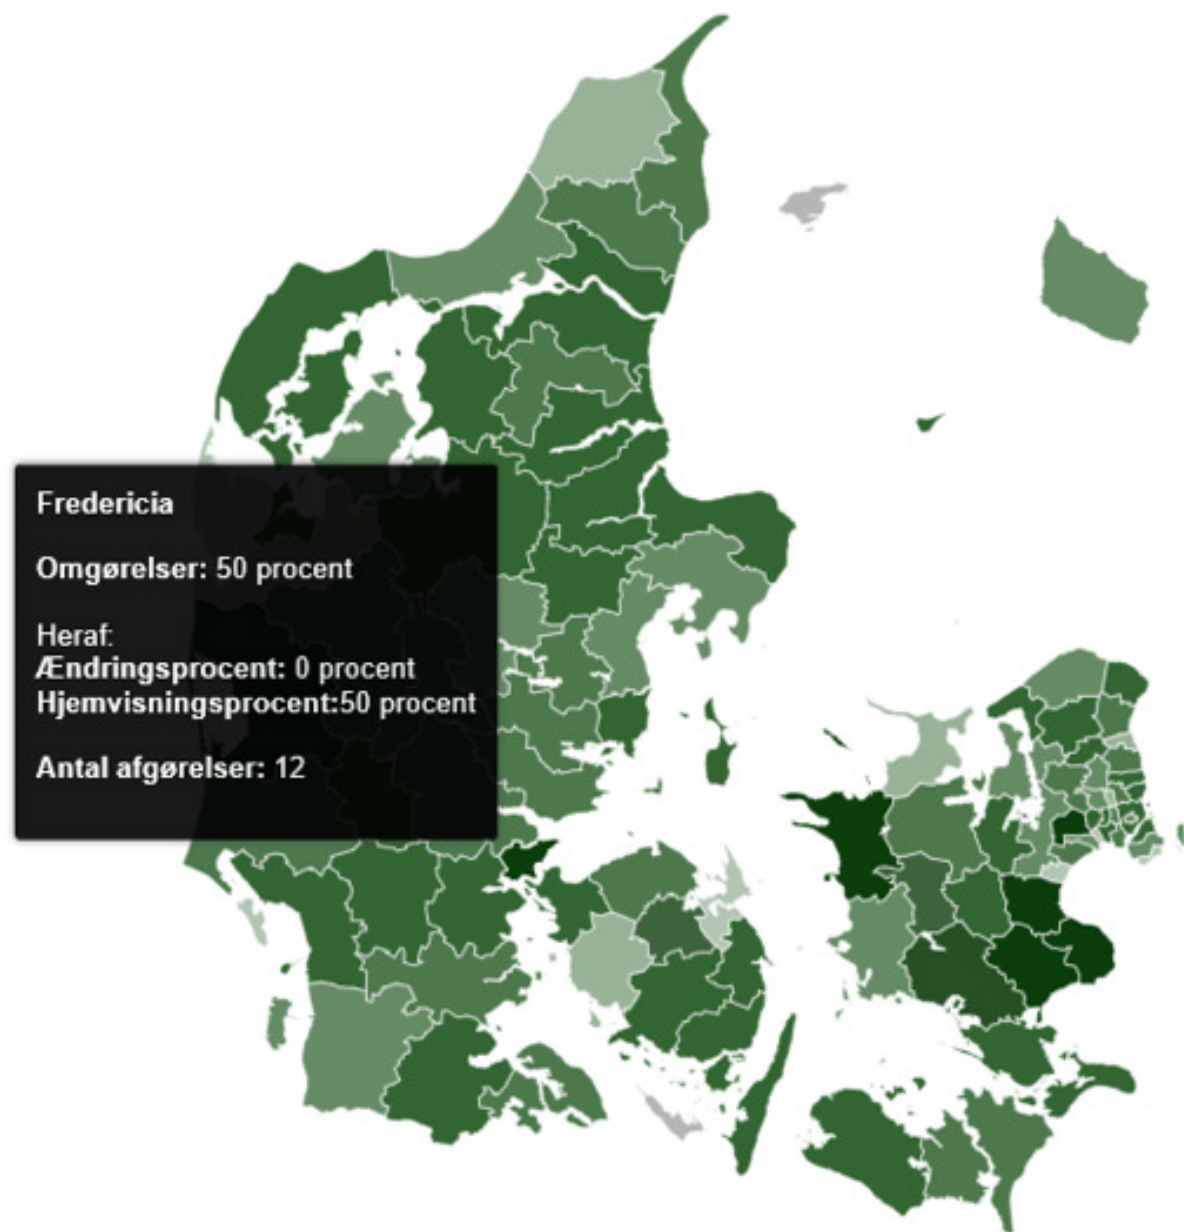 Fredericia
Omgørelser: 50 procent
Heraf:
Ændringsprocent: 0 procent
Hjemvisningsprocent:50 procent
Antal afgørelser: 12